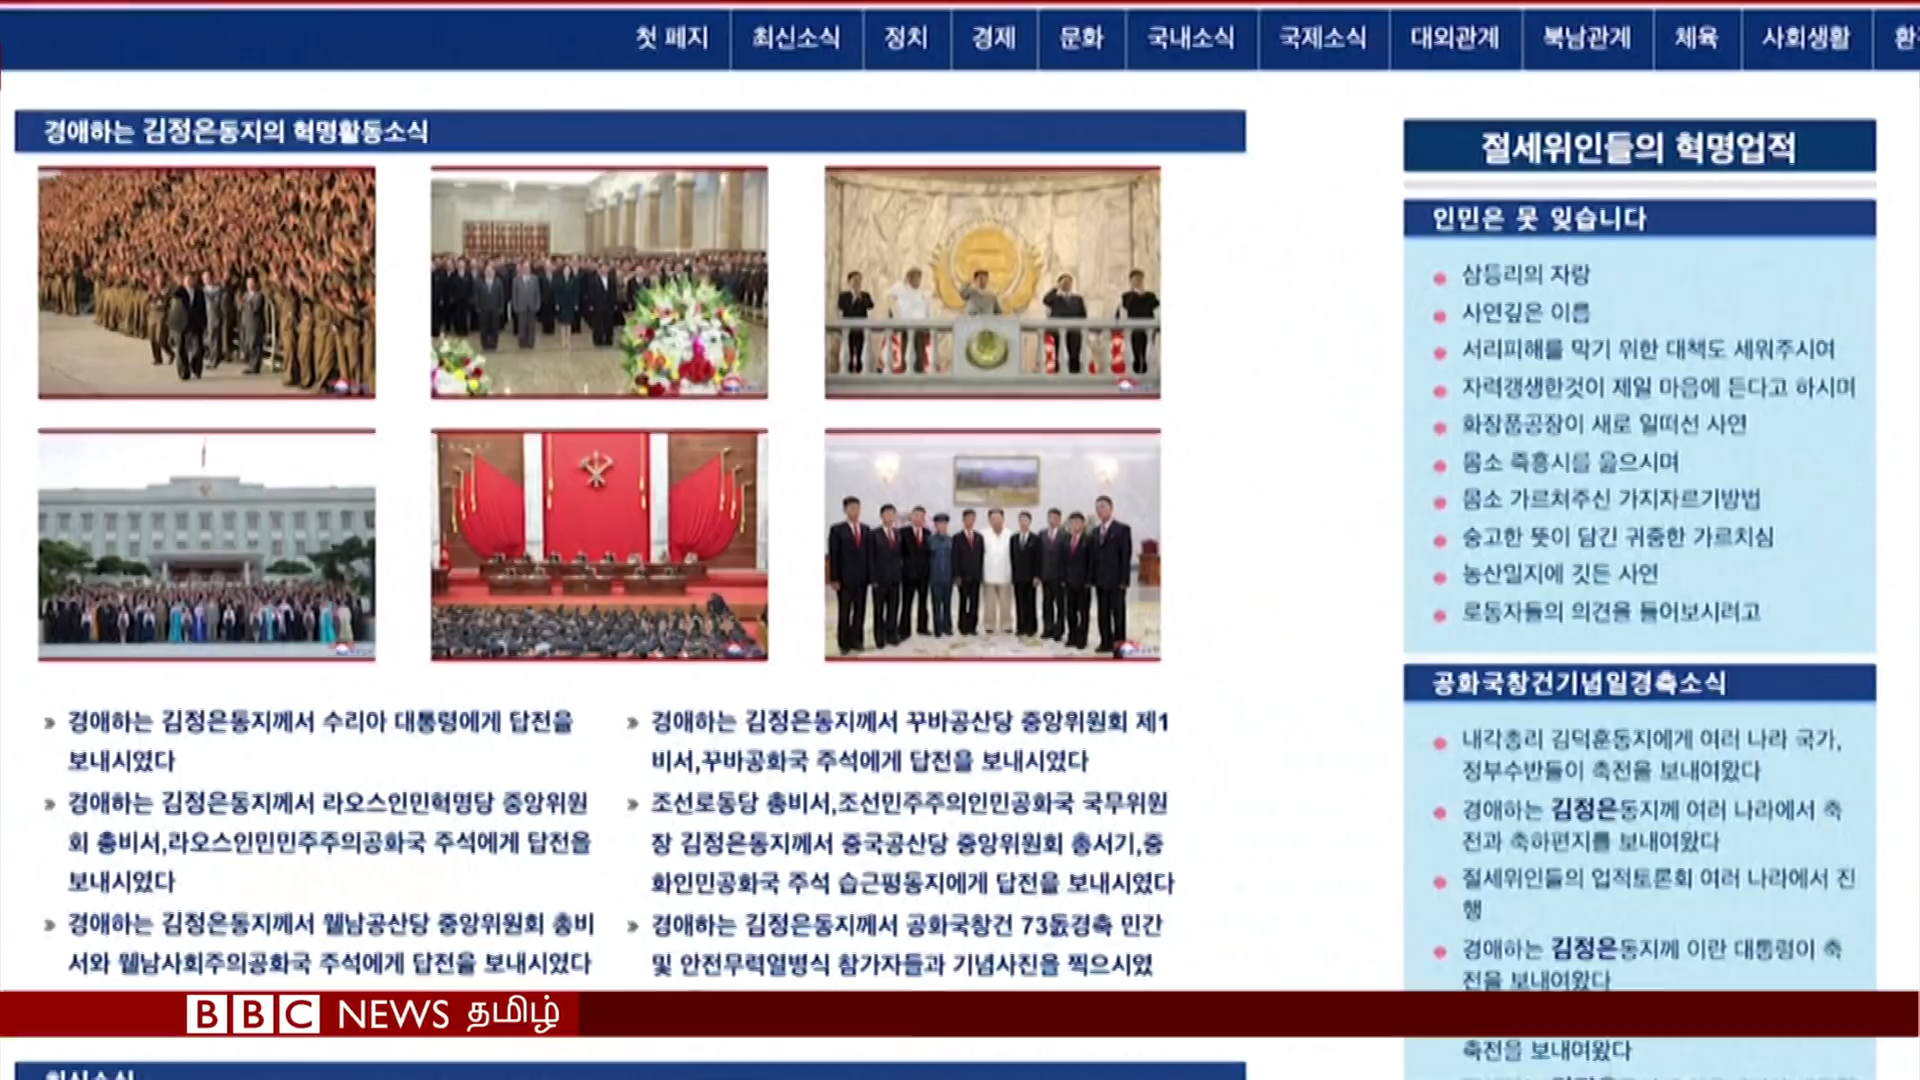 첫 페지 최신소식 정치 경제 문화 국내소식 국제소식 대외관계 북남관계 체육 사회생활
경애하는 김정은동지의 혁명활동소식
경애하는 김정은동지께서 수리아 대통령에게 답전을
보내시였다
경애하는 김정은동지께서 라오스인민혁명당 중앙위원
회 총비서,라오스인민민주주의공화국 주석에게 답전을
보내시였다
경애하는 김정은동지께서 웰남공산당 중앙위원회 총비
서와 웰남사회주의공화국 주석에게 답전을 보내시였다
경애하는 김정은동지께서 꾸바공산당 중앙위원회 제1
비서,꾸바공화국 주석에게 답전을 보내시였다
조선로동당 총비서,조선민주주의인민공화국 국무위원
장 김정은동지께서 중국공산당 중앙위원회 총서기,중
화인민공화국 주석 습근평동지에게 답전을 보내시였다
경애하는 김정은동지께서 공화국창건 73돐경축 민간
및 안전무력열병식 참가자들과 기념사진을 찍으시였
절세위인들의 혁명업적
인민은 못 잊습니다
삼등리의 자랑
사연깊은 이름
서리피해를 막기 위한 대책도 세워주시여
자력갱생한것이 제일 마음에 든다고 하시며
화장품공장이 새로 일떠선 사연
몸소 즉흥시를 읊으시며
몸소 가르쳐주신 가지자르기방법
숭고한 뜻이 담긴 귀중한 가르치심
농산일지에 깃든 사연
로동자들의 의견을 들어보시려고
공화국창건기념일경축소식
내각총리 김덕훈동지에게 여러 나라 국가,
정부수반들이 축전을 보내여왔다
경애하는 김정은동지께 여러 나라에서 축
전과 축하편지를 보내여왔다
절세위인들의 업적토론회 여러 나라에서 진
행
경애하는 김정은동지께 이란 대통령이 축
전을 보내여왔다
BBC NEWS தமிழ்
축전을 보내여왔다
최신소식